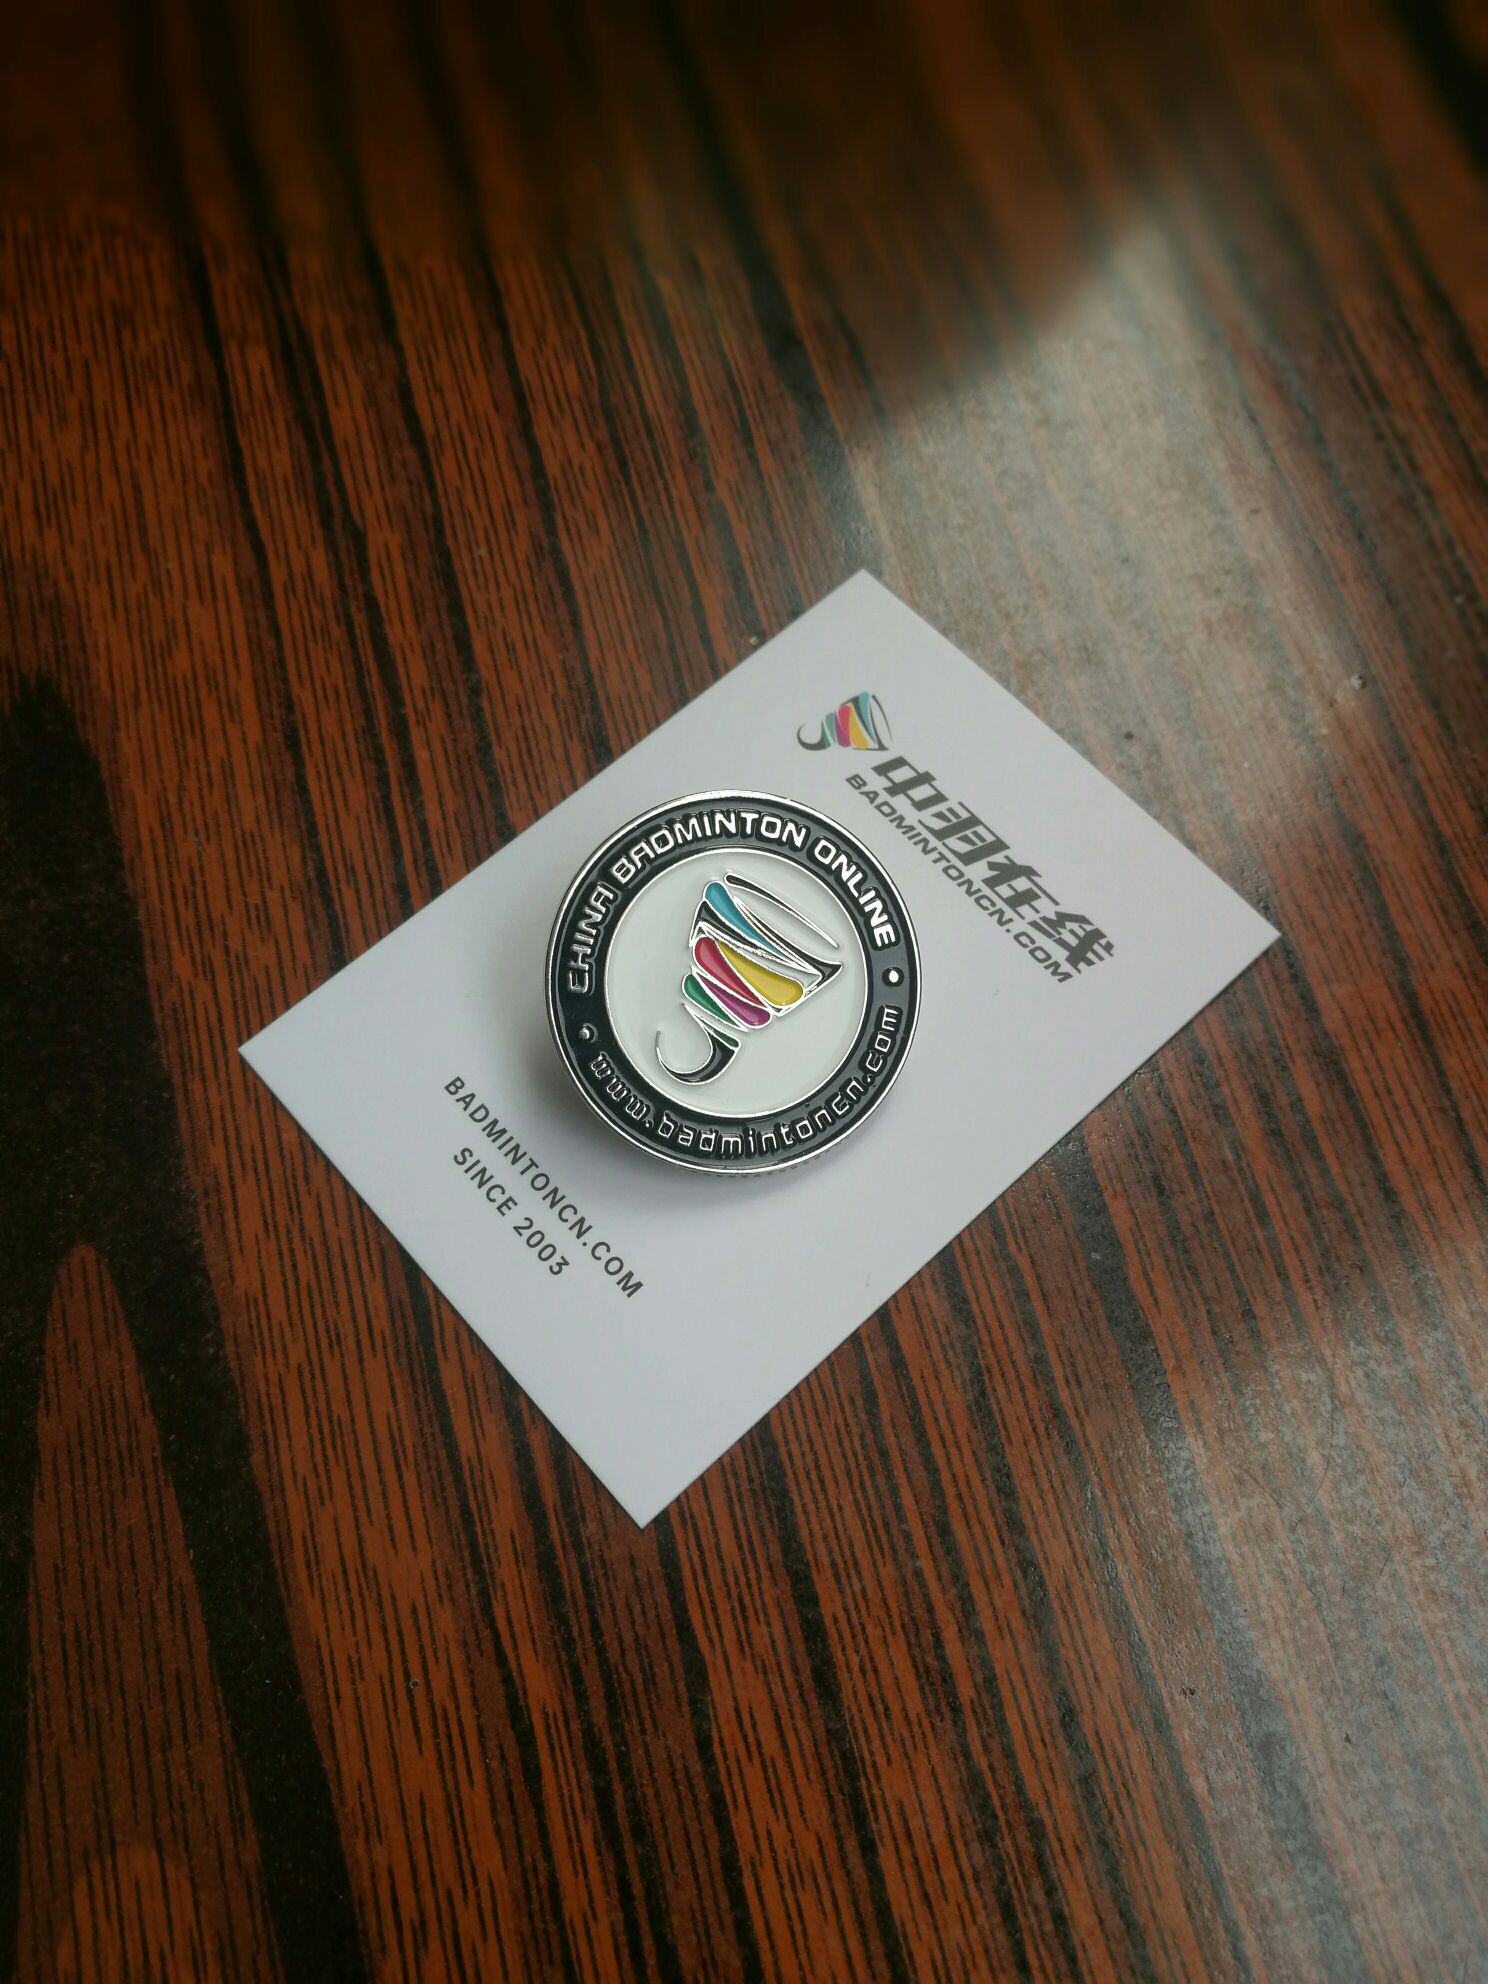 中羽在线
BADMINTONCN.COM
CHINA BADMINTON ONLINE
www.badmintoncn.com
BADMINTONCN.COM
SINCE 2003